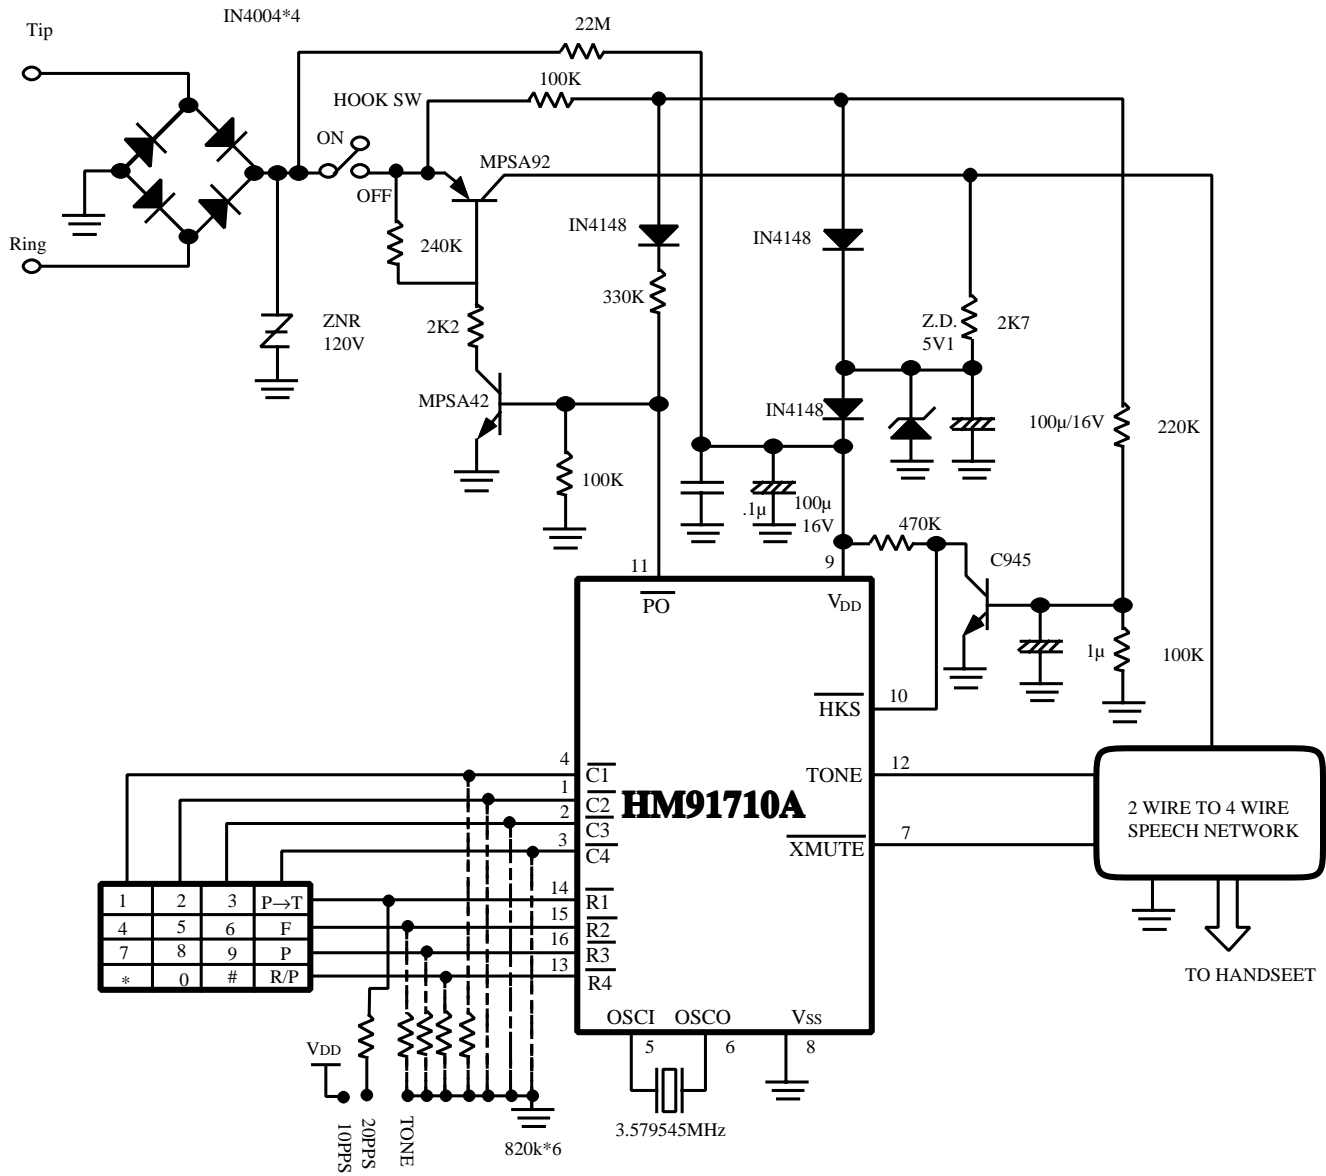 IN4004*4
22M
Tip
100K
HOOK SW
ON
MPSA92
OFF
IN4148
IN4148
Ring
240K
330K
ZNR
120V
2K2
Z.D.
5V1
2K7
MPSA42
IN4148
100µ/16V
220K
100K
.1µ
100µ
16V
470K
C945
11
9
PO
VDD
1µ
100K
HKS
10
4
C1
TONE
12
1
C2
HM91710A
2 WIRE TO 4 WIRE
SPEECH NETWORK
2
C3
3
C4
XMUTE
7
1 2 3 P→T
14
R1
4 5 6 F
15
R2
7 8 9 P
16
R3
* 0 # R/P
13
R4
TO HANDSEET
OSCI
OSCO
VSS
5
6
8
VDD
10PPS
20PPS
TONE
820k*6
3.579545MHz